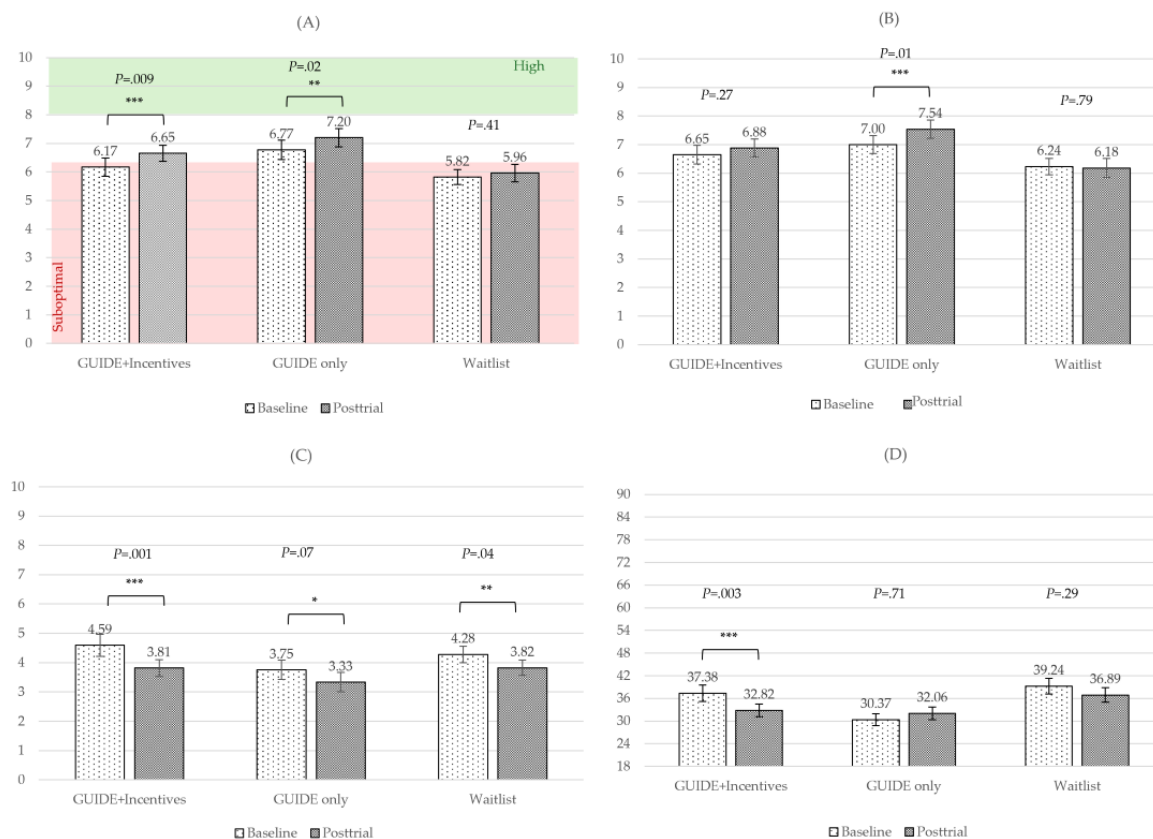 (A)
10
9
8
7
6
5
4
3
2
1
0
High
Suboptimal
P=.009
***
6.17
6.65
P=.02
**
6.77
7.20
P=.41
5.82
5.96
GUIDE+Incentives
GUIDE only
Waitlist
Baseline Posttrial
(B)
10
9
8
7
6
5
4
3
2
1
0
P=.27
6.65
6.88
P=.01
***
7.00
7.54
P=.79
6.24
6.18
GUIDE+Incentives
GUIDE only
Waitlist
Baseline Posttrial
(C)
10
9
8
7
6
5
4
3
2
1
0
P=.001
***
4.59
3.81
P=.07
*
3.75
3.33
P=.04
**
4.28
3.82
GUIDE+Incentives
GUIDE only
Waitlist
Baseline Posttrial
(D)
90
84
78
72
66
60
54
48
42
36
30
24
18
P=.003
***
37.38
32.82
P=.71
30.37
32.06
P=.29
39.24
36.89
GUIDE+Incentives
GUIDE only
Waitlist
Baseline Posttrial